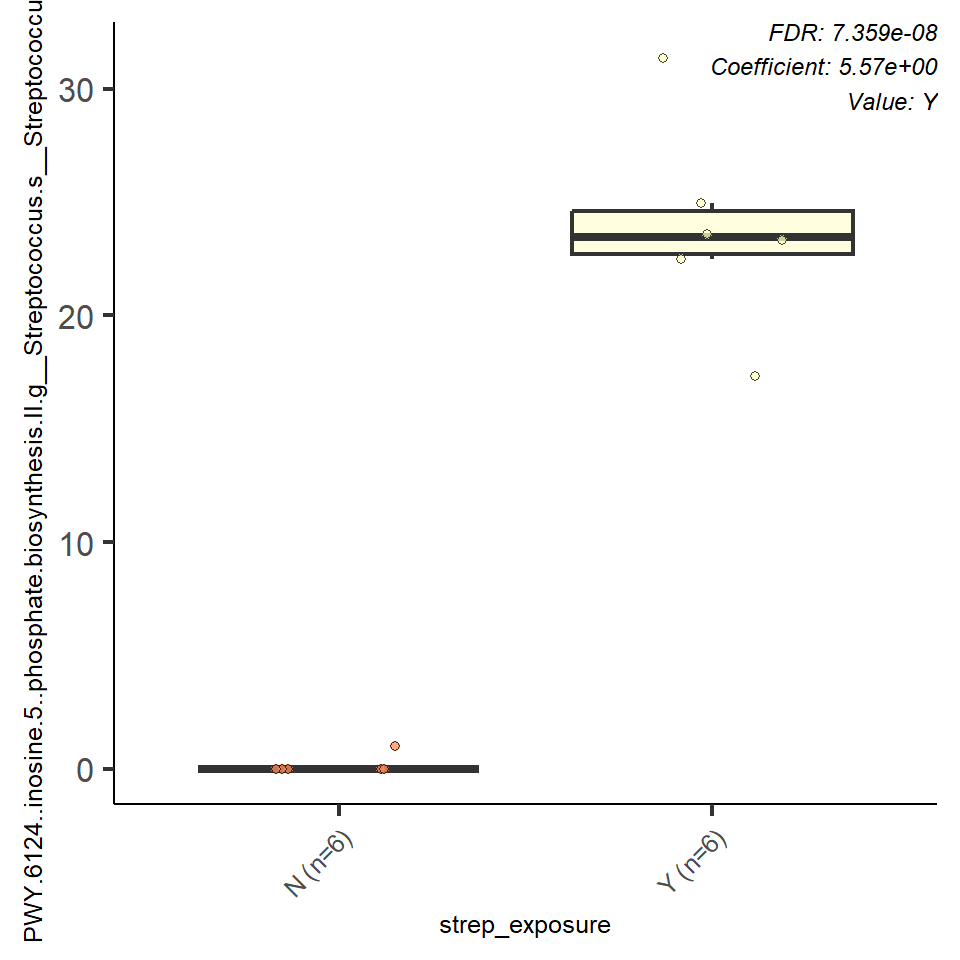 FDR: 7.359e-08
Coefficient: 5.57e+00
Value: Y
PWY.6124..inosine.5..phosphate.biosynthesis.II.g__Streptococcus.s__Streptococcus
30
20
10
0
N (n=6)
Y (n=6)
strep_exposure